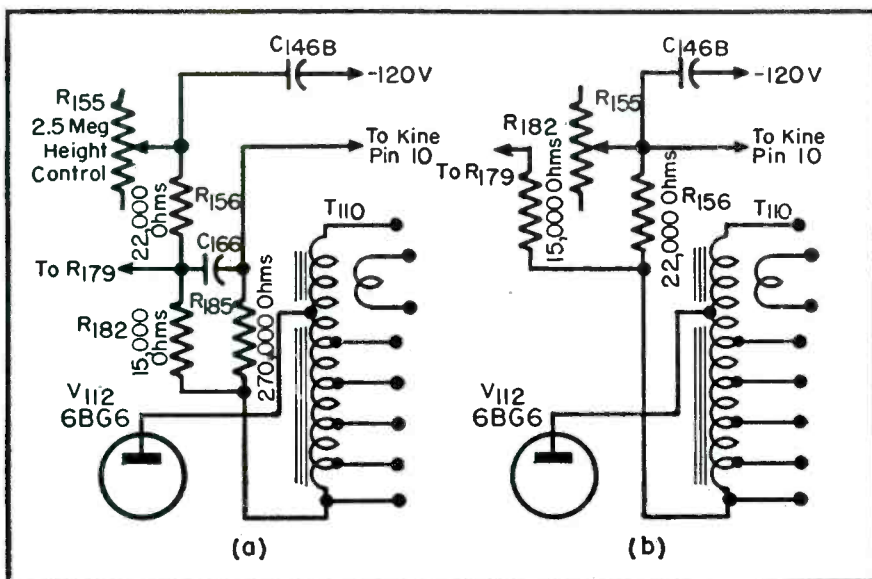 C146B
-120V
R155
2.5 Meg
Height
Control
To Kine
Pin 10
R156
22,000
Ohms
T110
C166
To R179
R185
270,000 Ohms
R182
15,000
Ohms
V112
6BG6
(a)
C146B
-120V
R155
R182
To Kine
Pin 10
To R179
15,000 Ohms
R156
22,000 Ohms
T110
V112
6BG6
(b)